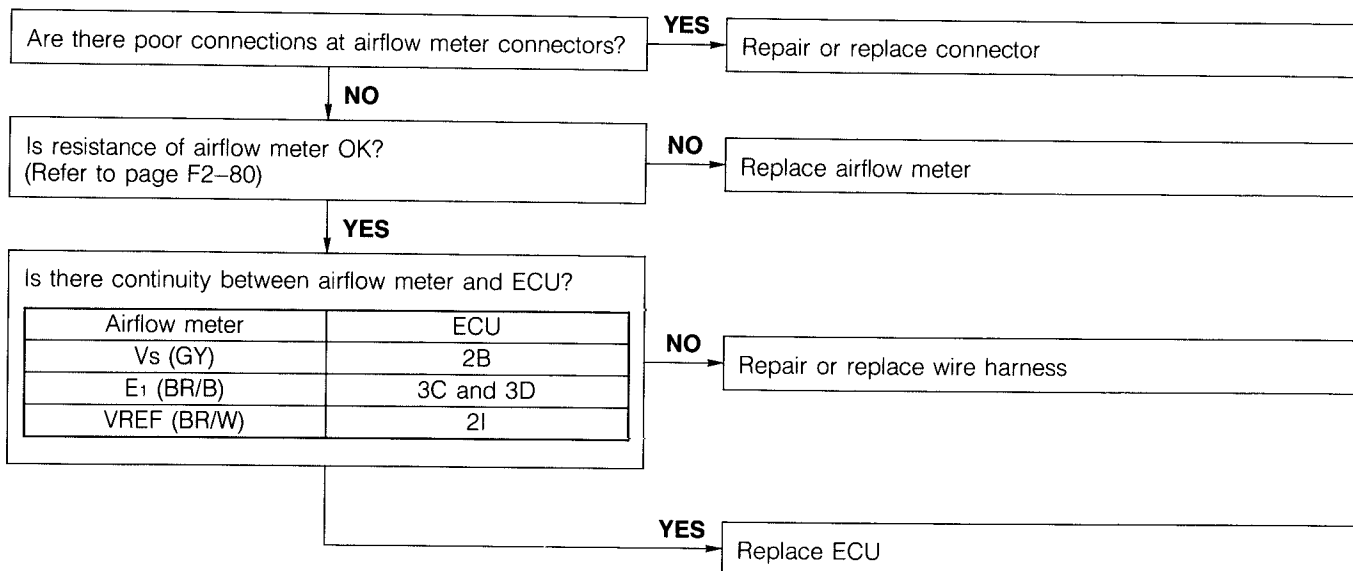 Are there poor connections at airflow meter connectors?
YES
Repair or replace connector
NO
Is resistance of airflow meter OK?
(Refer to page F2–80)
NO
Replace airflow meter
YES
Is there continuity between airflow meter and ECU?
Airflow meter ECU
Vs (GY) 2B
E1 (BR/B) 3C and 3D
VREF (BR/W) 2I
NO
Repair or replace wire harness
YES
Replace ECU